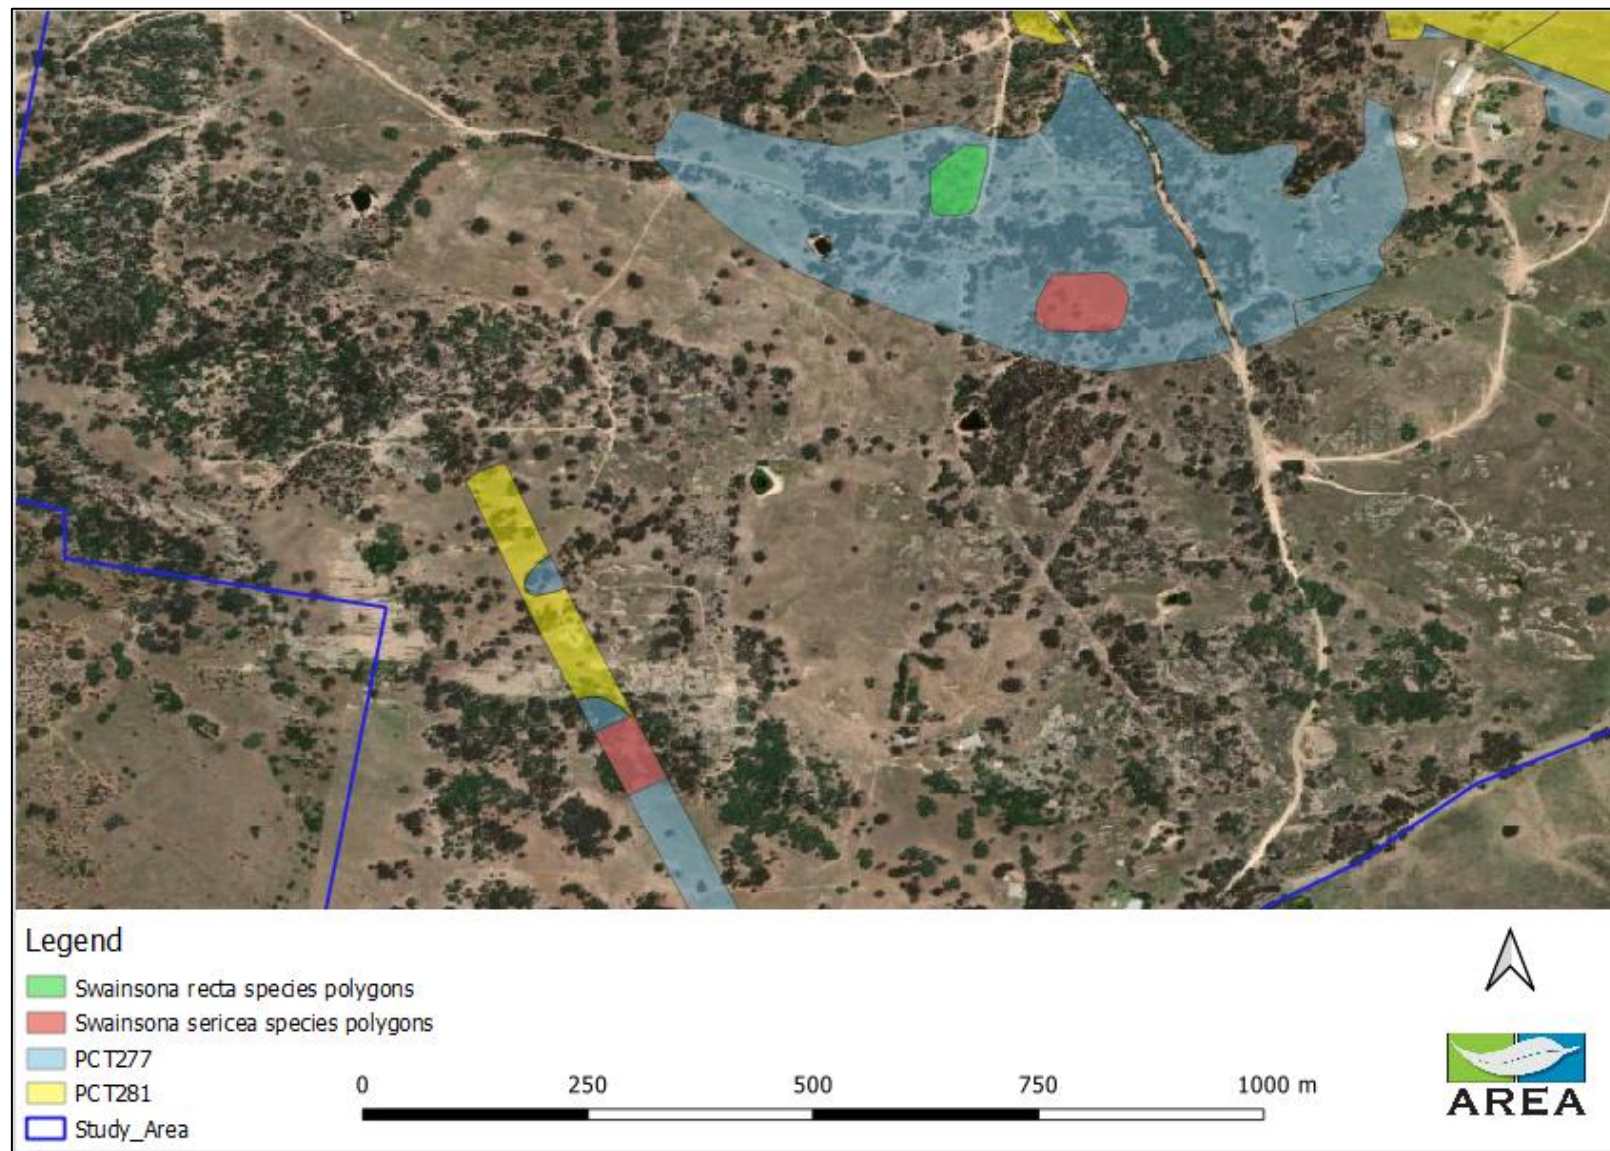 Legend
Swainsona recta species polygons
Swainsona sericea species polygons
PCT277
PCT281
Study_Area
0 250 500 750 1000 m
AREA